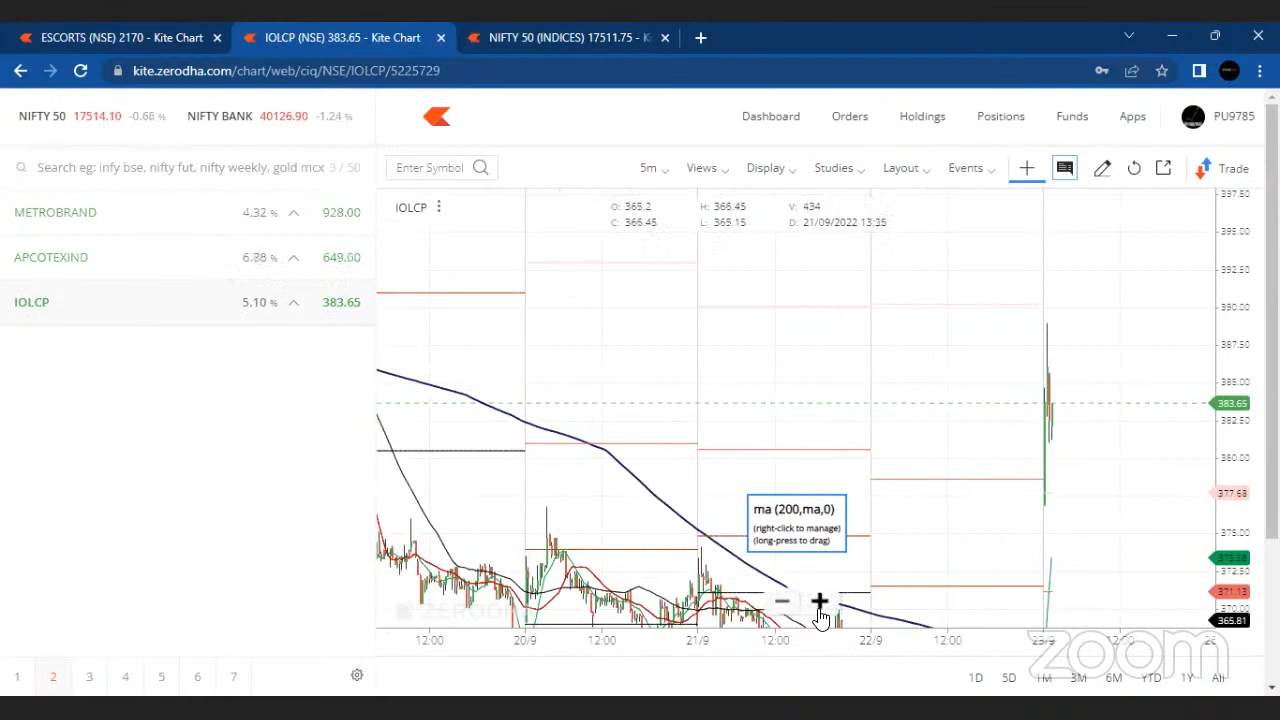 ESCORTS (NSE) 2170 - Kite Chart
IOLCP (NSE) 383.65 - Kite Chart
NIFTY 50 (INDICES) 17511.75 - K
kite.zerodha.com/chart/web/ciq/NSE/IOLCP/5225729
NIFTY 50 17514.10 -0.66 % NIFTY BANK 40126.90 -1.24 %
Dashboard Orders Holdings Positions Funds Apps PU9785
Search eg: infy bse, nifty fut, nifty weekly, gold mcx 3 / 50
Enter Symbol 5m Views Display Studies Layout Events Trade
METROBRAND 4.32 % 928.00
APCOTEXIND 6.78 % 649.00
IOLCP 5.10 % 383.65
IOLCP
O: 365.2 H: 366.45 V: 434
C: 366.45 L: 365.15 D: 21/09/2022 13:35
397.50
395.00
392.50
390.00
387.50
385.00
383.65
382.50
380.00
377.68
375.00
372.50
371.13
370.00
365.81
ma (200,ma,0)
(right-click to manage)
(long-press to drag)
ZERODHA
12:00 20/9 12:00 21/9 12:00 22/9 12:00 23/9 12:00 26
zoom
1D 5D 1M 3M 6M YTD 1Y All
1 2 3 4 5 6 7